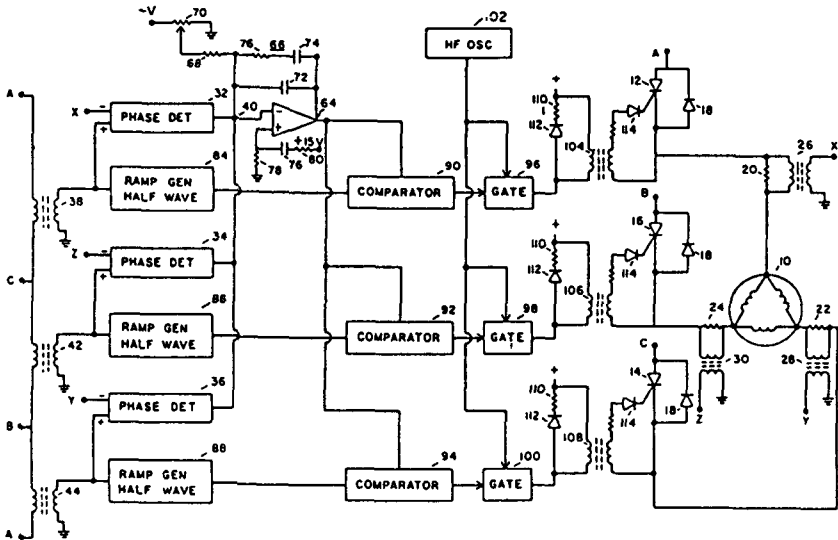 ~V
70
68
76
66
74
72
102
HF OSC
A
12
18
110
1
112
114
104
A
X
-
+
PHASE DET
32
40
-
+
64
+15V
78
76
80
26
X
20
84
RAMP GEN
HALF WAVE
38
90
COMPARATOR
96
GATE
B
16
18
110
112
114
106
10
C
Z
-
+
PHASE DET
34
24
22
86
RAMP GEN
HALF WAVE
42
92
COMPARATOR
98
GATE
30
28
Z
Y
C
14
18
110
112
114
108
B
Y
-
+
PHASE DET
36
88
RAMP GEN
HALF WAVE
44
94
COMPARATOR
100
GATE
A